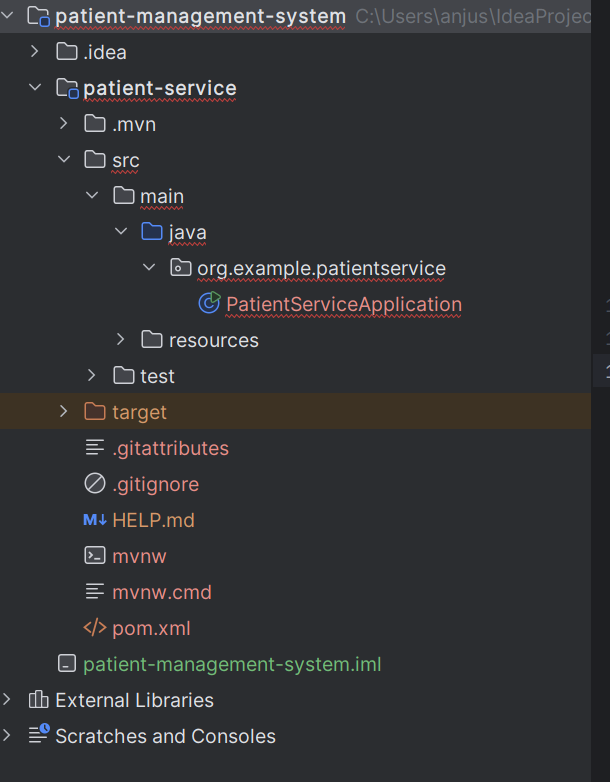 patient-management-system C:\Users\anjus\IdeaProjec
.idea
patient-service
.mvn
src
main
java
org.example.patientservice
PatientServiceApplication
resources
test
target
.gitattributes
.gitignore
M↓ HELP.md
mvnw
mvnw.cmd
</> pom.xml
patient-management-system.iml
External Libraries
Scratches and Consoles